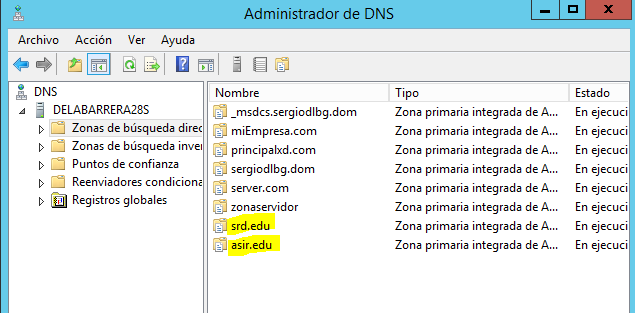 Administrador de DNS
Archivo Acción Ver Ayuda
DNS
DELABARRERA28S
Zonas de búsqueda direc
Zonas de búsqueda inver
Puntos de confianza
Reenviadores condiciona
Registros globales
Nombre Tipo Estado
_msdcs.sergiodlbg.dom Zona primaria integrada de A... En ejecuci
miEmpresa.com Zona primaria integrada de A... En ejecuci
principalxd.com Zona primaria integrada de A... En ejecuci
sergiodlbg.dom Zona primaria integrada de A... En ejecuci
server.com Zona primaria integrada de A... En ejecuci
zonaservidor Zona primaria integrada de A... En ejecuci
srd.edu Zona primaria integrada de A... En ejecuci
asir.edu Zona primaria integrada de A... En ejecuci